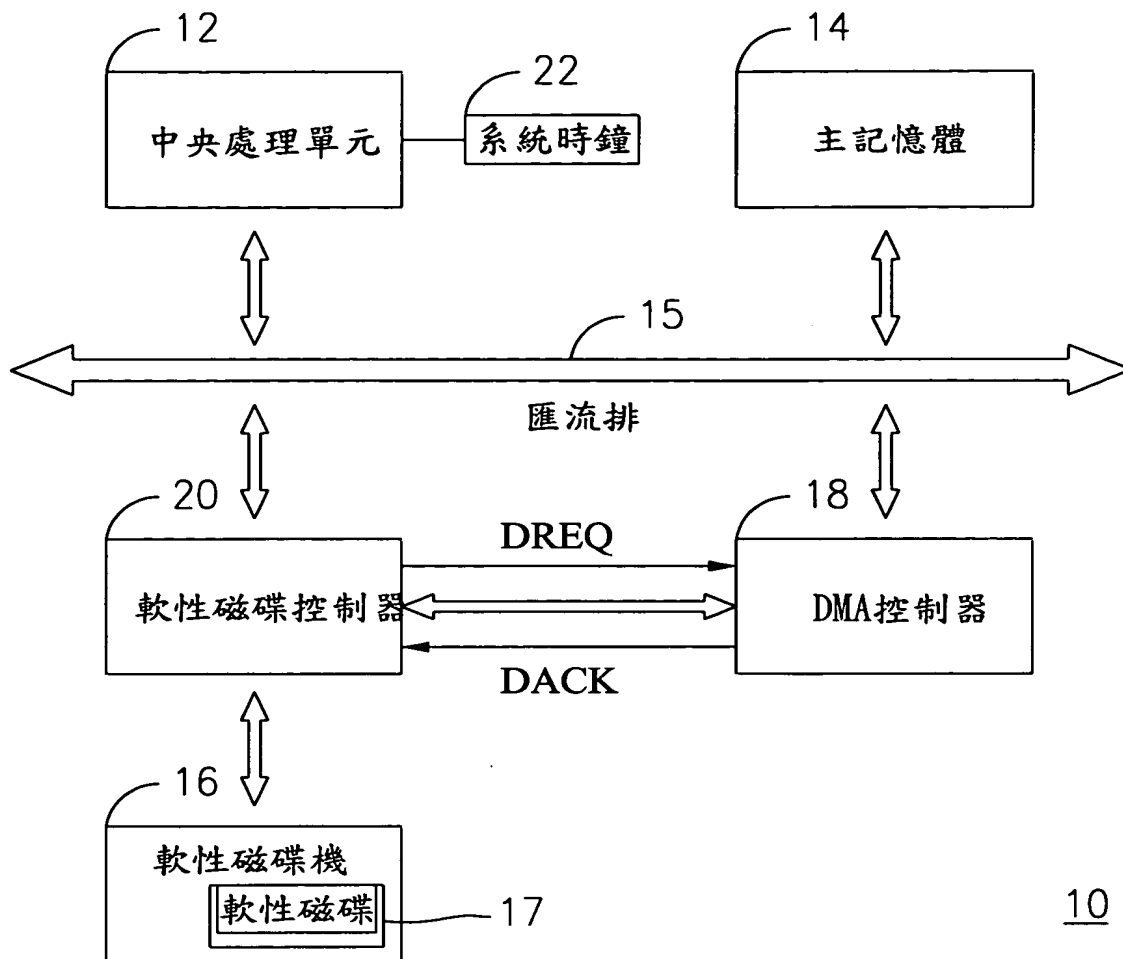 12
14
22
中央處理單元
系統時鐘
主記憶體
15
匯流排
20
18
DREQ
軟性磁碟控制器
DMA控制器
DACK
16
軟性磁碟機
軟性磁碟
17
10